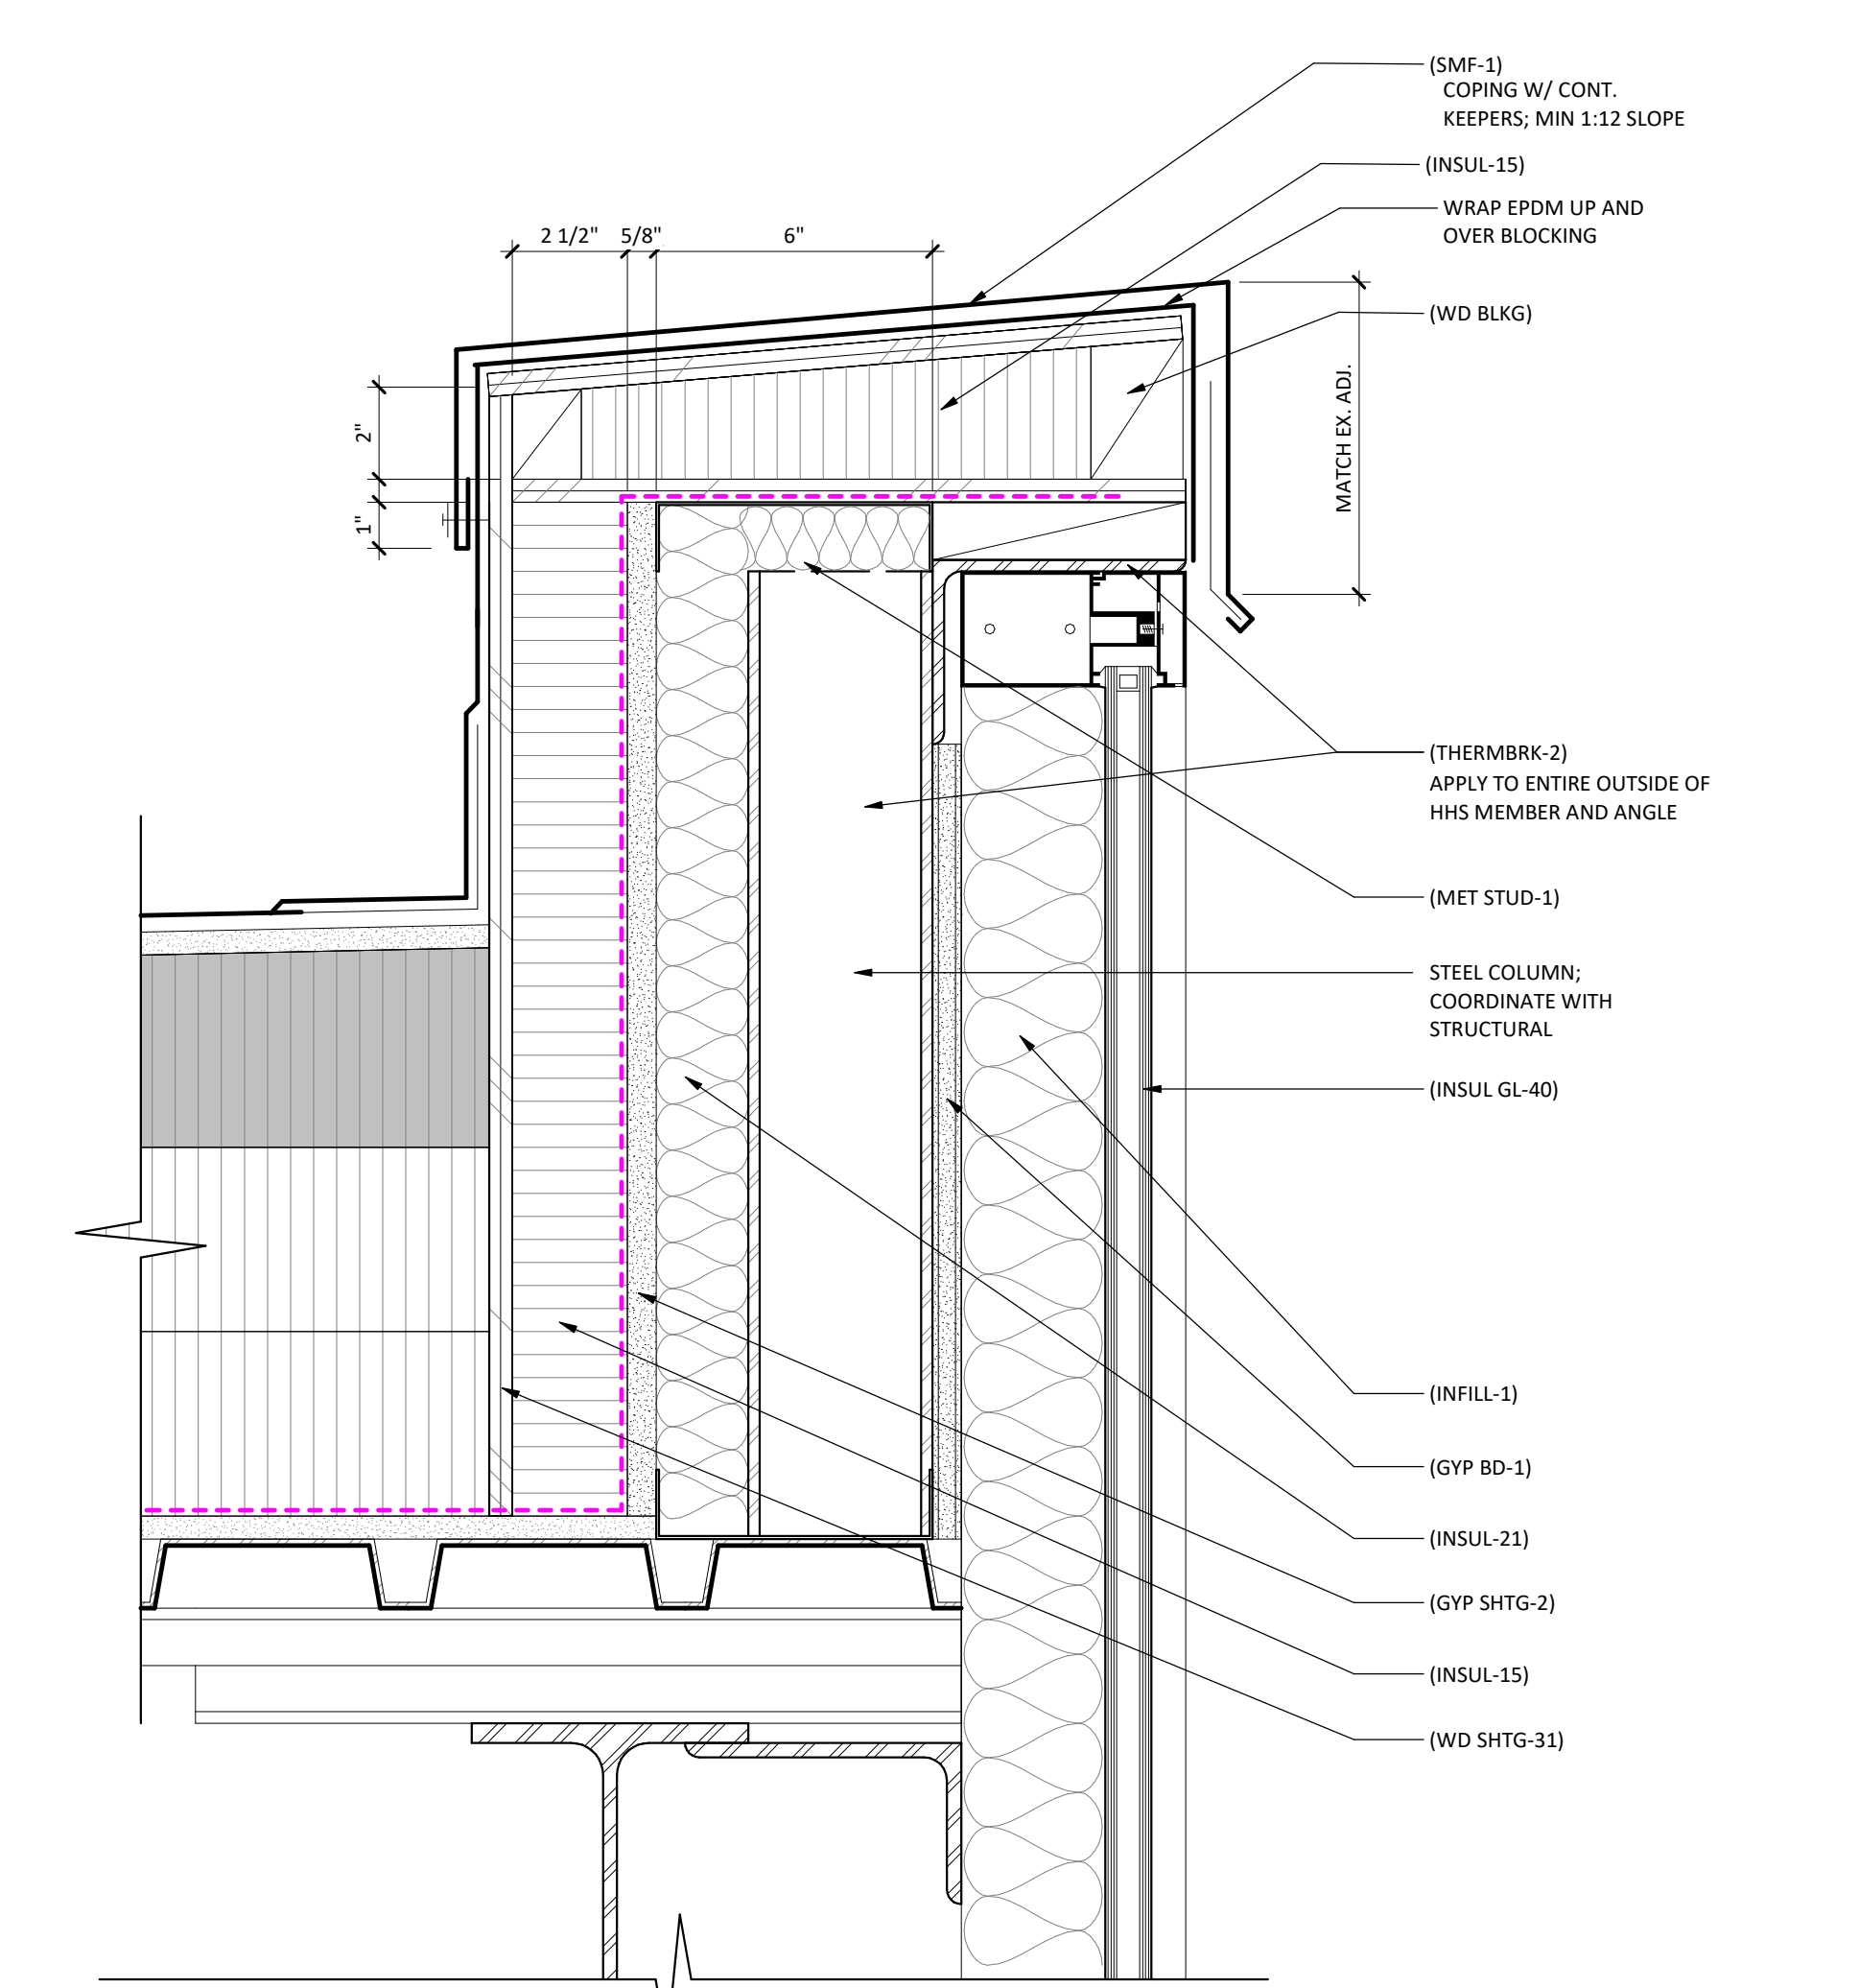 (SMF-1)
COPING W/ CONT.
KEEPERS; MIN 1:12 SLOPE
(INSUL-15)
WRAP EPDM UP AND
OVER BLOCKING
2 1/2" 5/8" 6"
(WD BLKG)
2"
1"
MATCH EX. ADJ.
(THERMBRK-2)
APPLY TO ENTIRE OUTSIDE OF
HHS MEMBER AND ANGLE
(MET STUD-1)
STEEL COLUMN;
COORDINATE WITH
STRUCTURAL
(INSUL GL-40)
(INFILL-1)
(GYP BD-1)
(INSUL-21)
(GYP SHTG-2)
(INSUL-15)
(WD SHTG-31)